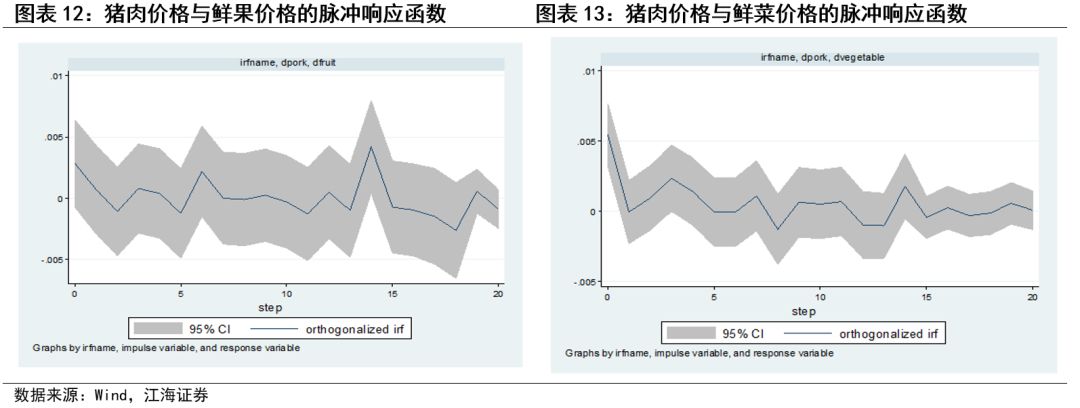 图表 12：猪肉价格与鲜果价格的脉冲响应函数
irfname, dpork, dfruit
.01
.005
0
-.005
0 5 10 15 20
step
95% CI orthogonalized irf
Graphs by irfname, impulse variable, and response variable
图表 13：猪肉价格与鲜菜价格的脉冲响应函数
irfname, dpork, dvegetable
.01
.005
0
-.005
0 5 10 15 20
step
95% CI orthogonalized irf
Graphs by irfname, impulse variable, and response variable
数据来源：Wind，江海证券